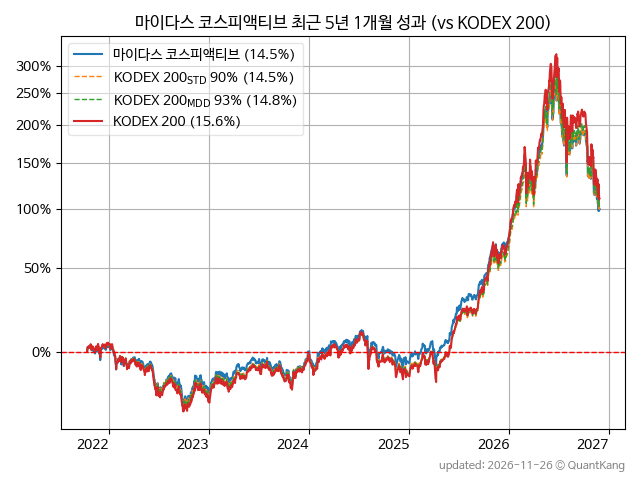 마이다스 코스피액티브 최근 5년 1개월 성과 (vs KODEX 200)
마이다스 코스피액티브 (14.5%)
KODEX 200STD 90% (14.5%)
KODEX 200MDD 93% (14.8%)
KODEX 200 (15.6%)
300%
250%
200%
150%
100%
50%
0%
2022 2023 2024 2025 2026 2027
updated: 2026-11-26 © QuantKang